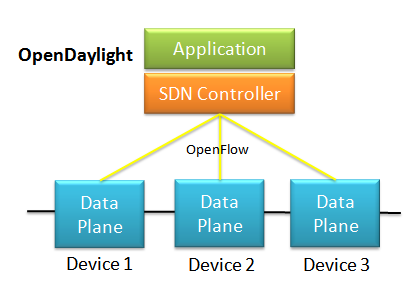 OpenDaylight
Application
SDN Controller
OpenFlow
Data
Plane
Data
Plane
Data
Plane
Device 1
Device 2
Device 3